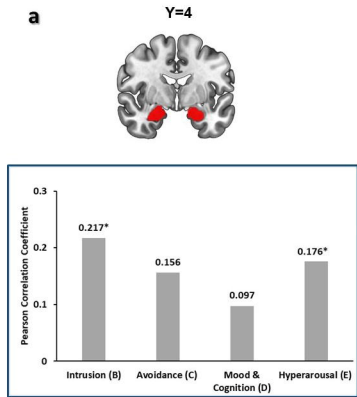 a
Y=4
Pearson Correlation Coefficient
0.3
0.2
0.1
0
0.217*
0.156
0.097
0.176*
Intrusion (B)
Avoidance (C)
Mood &
Cognition (D)
Hyperarousal (E)